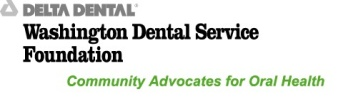 DELTA DENTAL®
Washington Dental Service
Foundation
Community Advocates for Oral Health